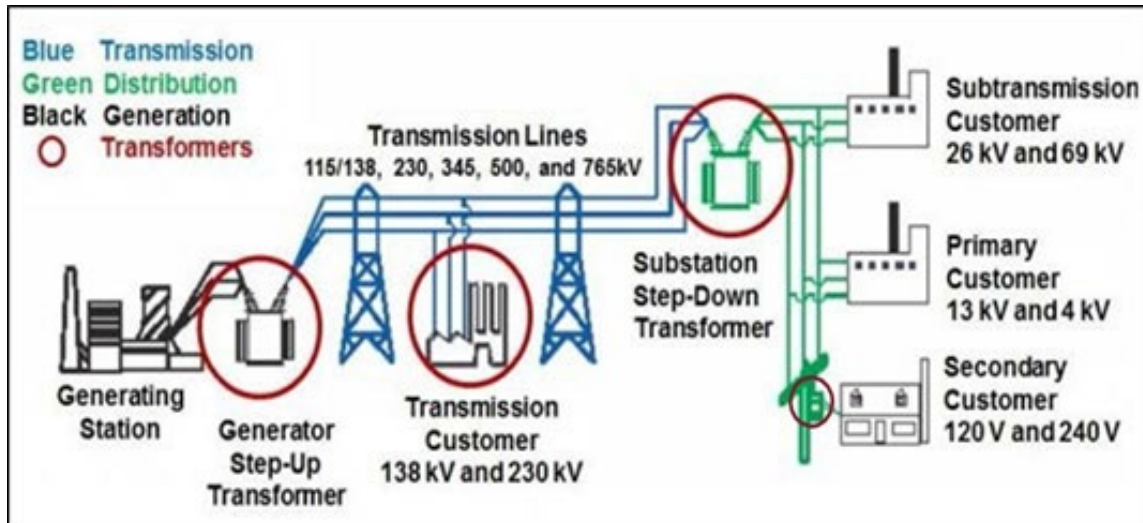 Blue Transmission
Green Distribution
Black Generation
Transformers
Transmission Lines
115/138, 230, 345, 500, and 765kV
Generating
Station
Generator
Step-Up
Transformer
Transmission
Customer
138 kV and 230 kV
Substation
Step-Down
Transformer
Subtransmission
Customer
26 kV and 69 kV
Primary
Customer
13 kV and 4 kV
Secondary
Customer
120 V and 240 V